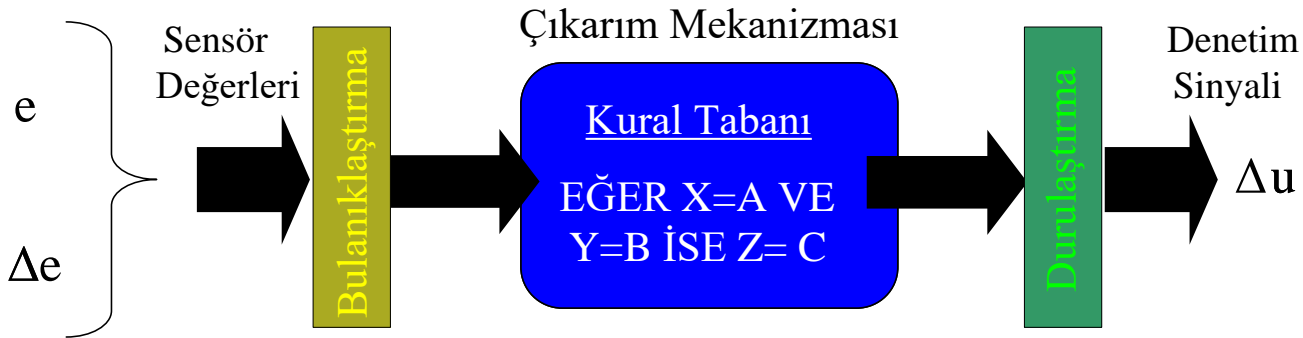 e
Δe
Sensör
Değerleri
Bulanıklaştırma
Çıkarım Mekanizması
Kural Tabanı
EĞER X=A VE
Y=B İSE Z= C
Durulaştırma
Denetim
Sinyali
Δu